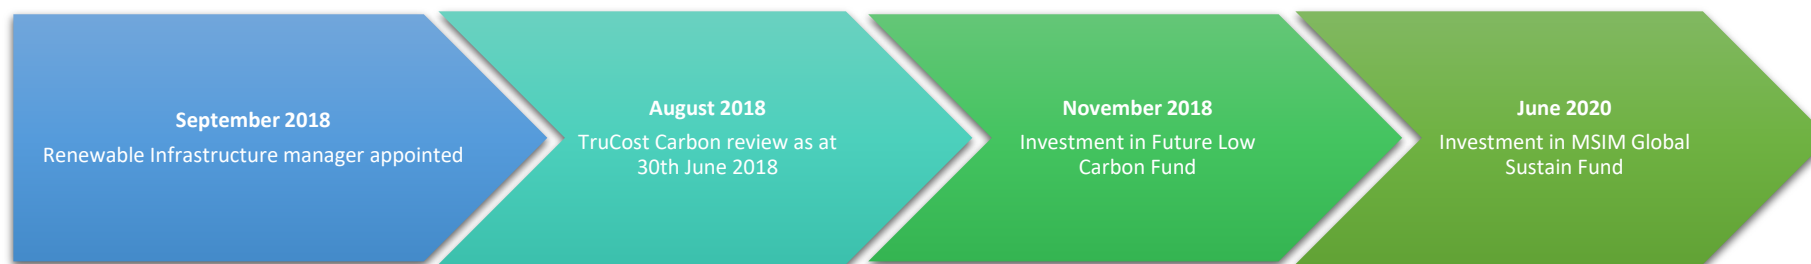 September 2018
Renewable Infrastructure manager appointed
August 2018
TruCost Carbon review as at
30th June 2018
November 2018
Investment in Future Low
Carbon Fund
June 2020
Investment in MSIM Global
Sustain Fund